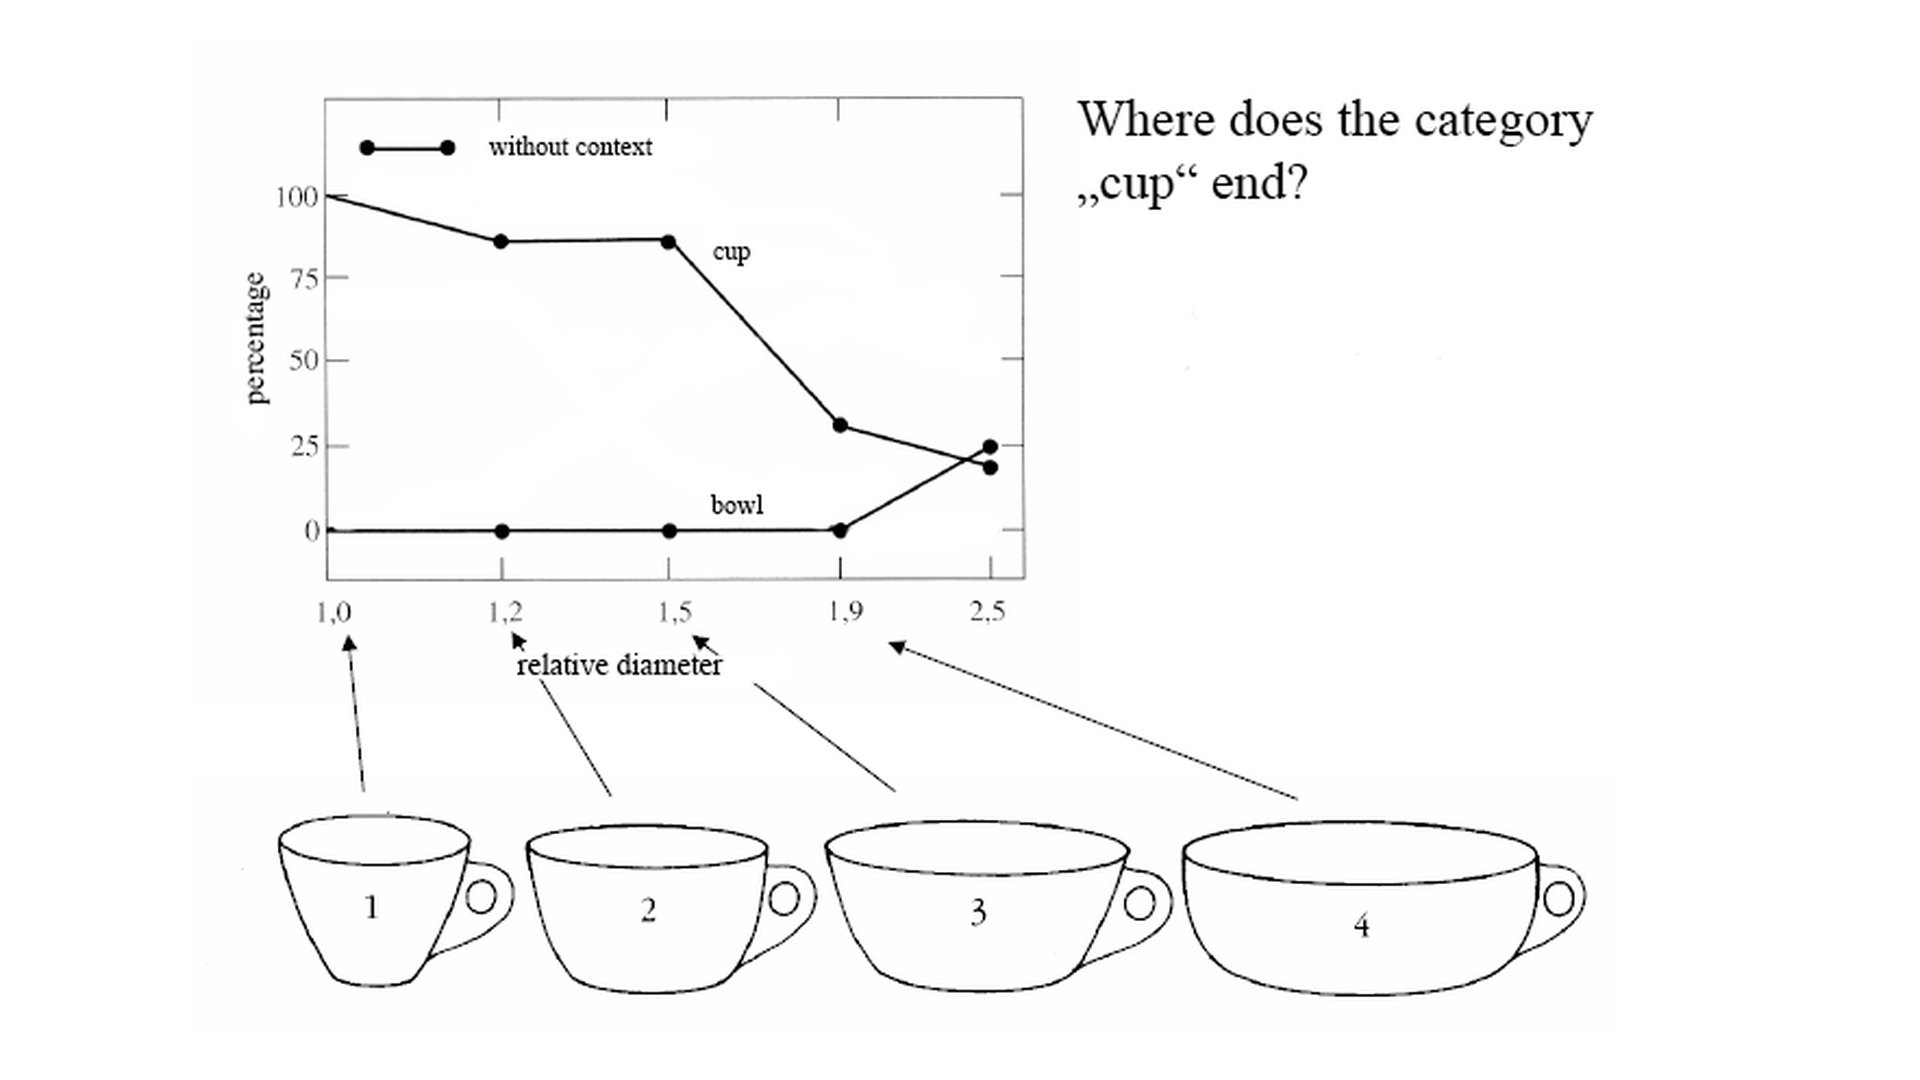 Where does the category
„cup“ end?
without context
100
75
50
25
0
percentage
cup
bowl
1,0 1,2 1,5 1,9 2,5
relative diameter
1 2 3 4